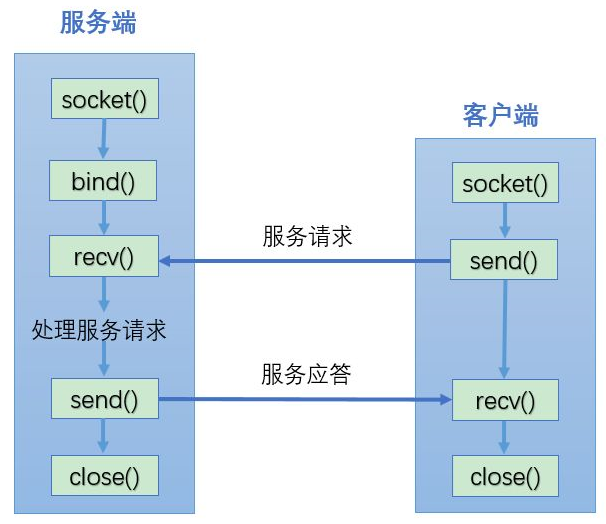 服务端
socket()
bind()
recv()
处理服务请求
send()
close()
服务请求
服务应答
客户端
socket()
send()
recv()
close()